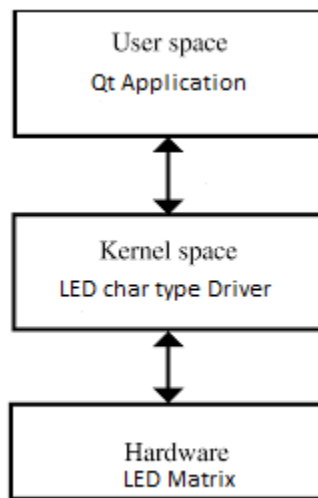 User space
Qt Application
Kernel space
LED char type Driver
Hardware
LED Matrix